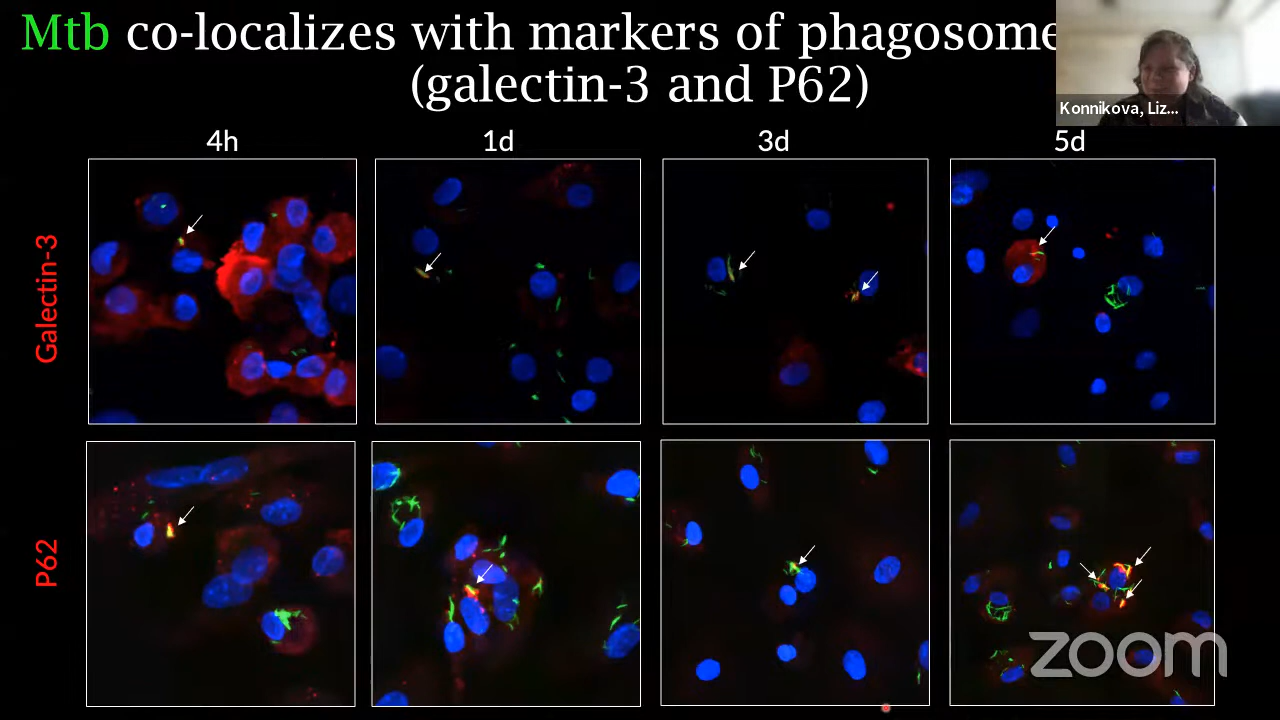 Mtb co-localizes with markers of phagosome
(galectin-3 and P62)
Konnikova, Liz...
4h 1d 3d 5d
Galectin-3
P62
zoom